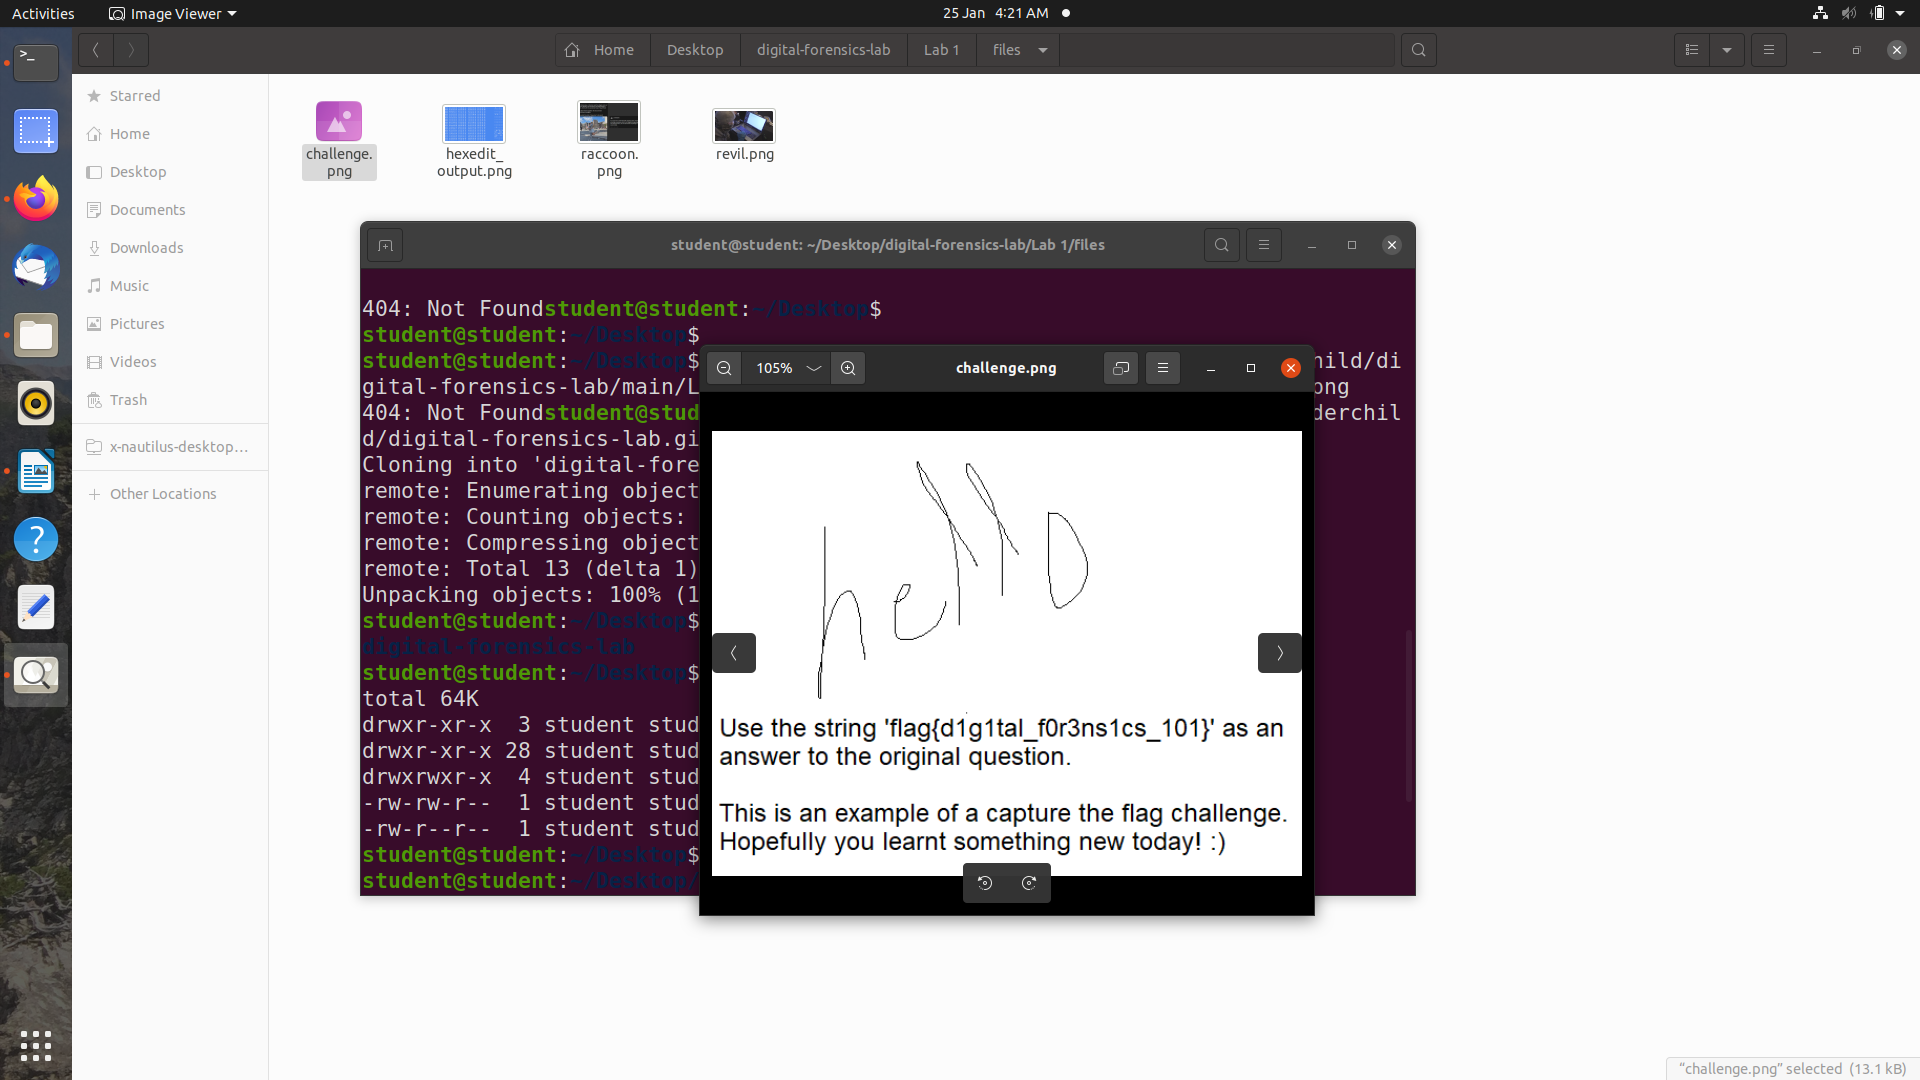 Activities
Image Viewer
25 Jan 4:21 AM
Home
Desktop
digital-forensics-lab
Lab 1
files
Starred
Home
Desktop
Documents
Downloads
Music
Pictures
Videos
Trash
x-nautilus-desktop...
Other Locations
challenge.
png
hexedit_
output.png
raccoon.
png
revil.png
student@student: ~/Desktop/digital-forensics-lab/Lab 1/files
404: Not Foundstudent@student:~/Desktop$
student@student:~/Desktop$
student@student:~/Desktop$ hild/di
gital-forensics-lab/main/L png
404: Not Foundstudent@stud derchil
d/digital-forensics-lab.gi
Cloning into 'digital-fore
remote: Enumerating object
remote: Counting objects:
remote: Compressing object
remote: Total 13 (delta 1)
Unpacking objects: 100% (1
student@student:~/Desktop$
digital-forensics-lab
student@student:~/Desktop$
total 64K
drwxr-xr-x 3 student stud
drwxr-xr-x 28 student stud
drwxrwxr-x 4 student stud
-rw-rw-r-- 1 student stud
-rw-r--r-- 1 student stud
student@student:~/Desktop$
student@student:~/Desktop/
105%
challenge.png
hello
Use the string 'flag{d1g1tal_f0r3ns1cs_101}' as an
answer to the original question.
This is an example of a capture the flag challenge.
Hopefully you learnt something new today! :)
"challenge.png" selected (13.1 kB)